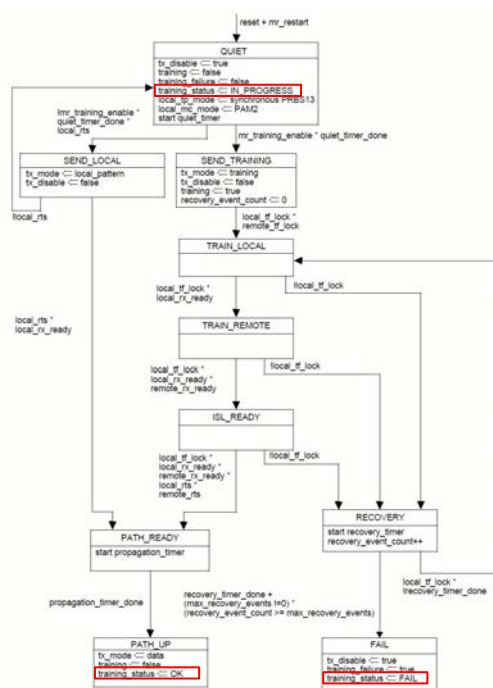 reset + mr_restart
QUIET
tx_disable ⇐ true
training ⇐ false
training_failure ⇐ false
training_status ⇐ IN_PROGRESS
local_tp_mode ⇐ synchronous PRBS13
local_mc_mode ⇐ PAM2
start quiet_timer
!mr_training_enable *
quiet_timer_done *
local_rts
mr_training_enable * quiet_timer_done
SEND_LOCAL
tx_mode ⇐ local_pattern
tx_disable ⇐ false
!local_rts
SEND_TRAINING
tx_mode ⇐ training
tx_disable ⇐ false
training ⇐ true
recovery_event_count ⇐ 0
local_tf_lock *
remote_tf_lock
TRAIN_LOCAL
local_tf_lock *
local_rx_ready
!local_tf_lock
local_rts *
local_rx_ready
TRAIN_REMOTE
local_tf_lock *
local_rx_ready *
remote_rx_ready
!local_tf_lock
ISL_READY
local_tf_lock *
local_rx_ready *
remote_rx_ready *
local_rts *
remote_rts
!local_tf_lock
PATH_READY
start propagation_timer
RECOVERY
start recovery_timer
recovery_event_count++
local_tf_lock *
!recovery_timer_done
propagation_timer_done
recovery_timer_done +
(max_recovery_events !=0) *
(recovery_event_count >= max_recovery_events)
PATH_UP
tx_mode ⇐ data
training ⇐ false
training_status ⇐ OK
FAIL
tx_disable ⇐ true
training_failure ⇐ true
training_status ⇐ FAIL